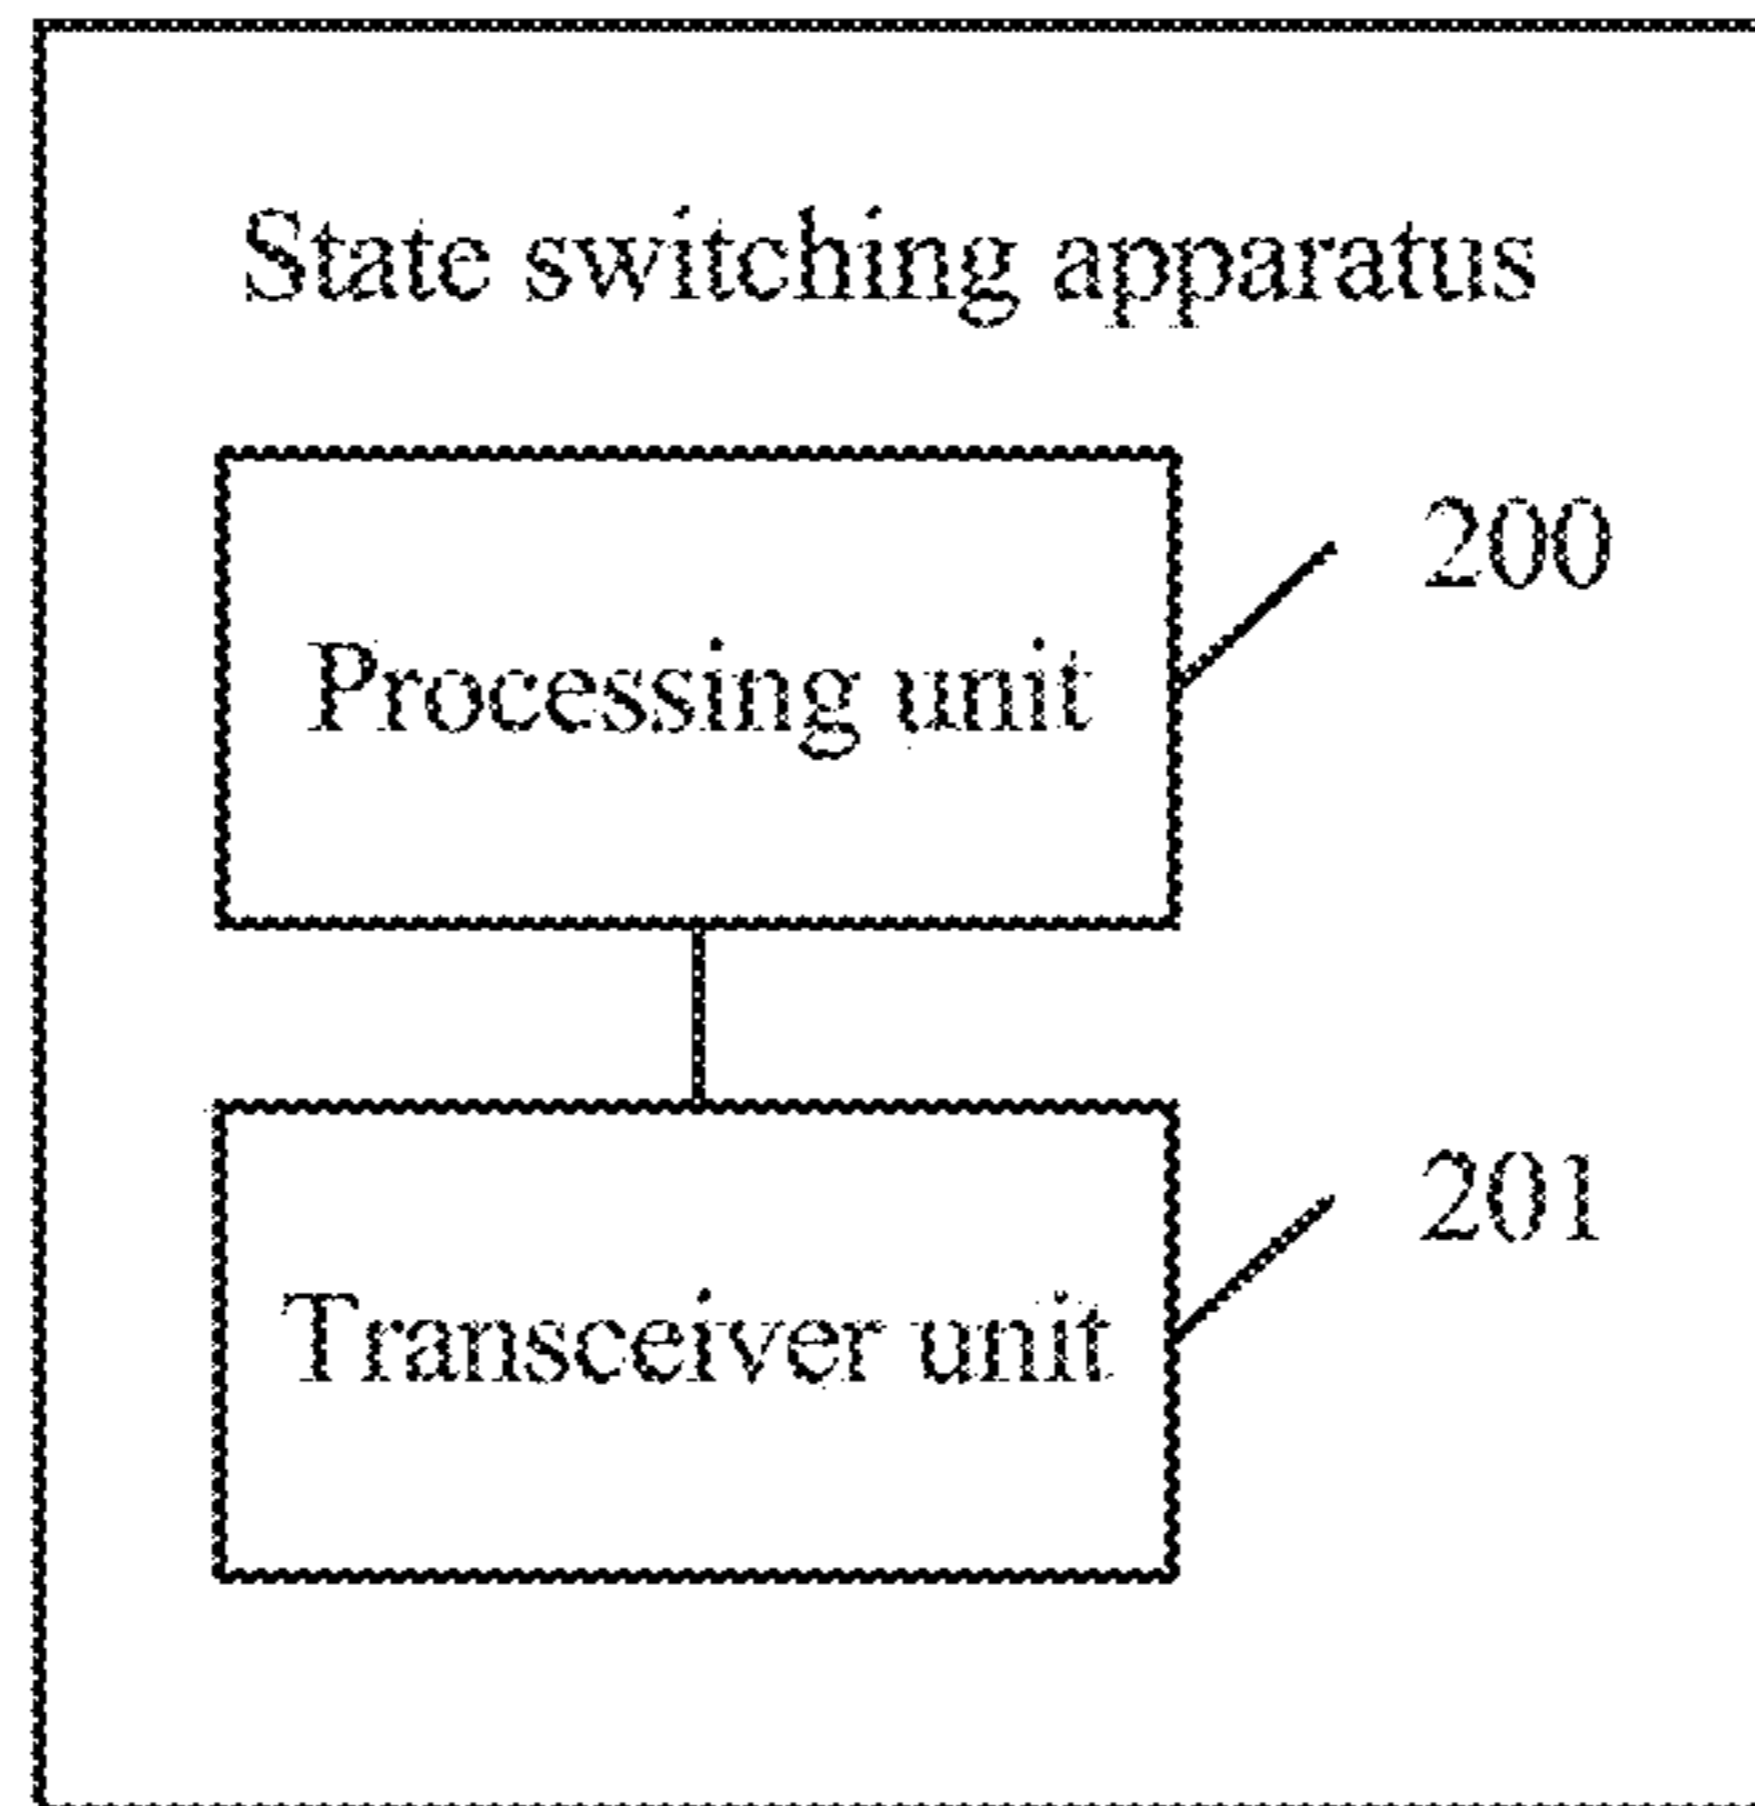 State switching apparatus
200
Processing unit
201
Transceiver unit